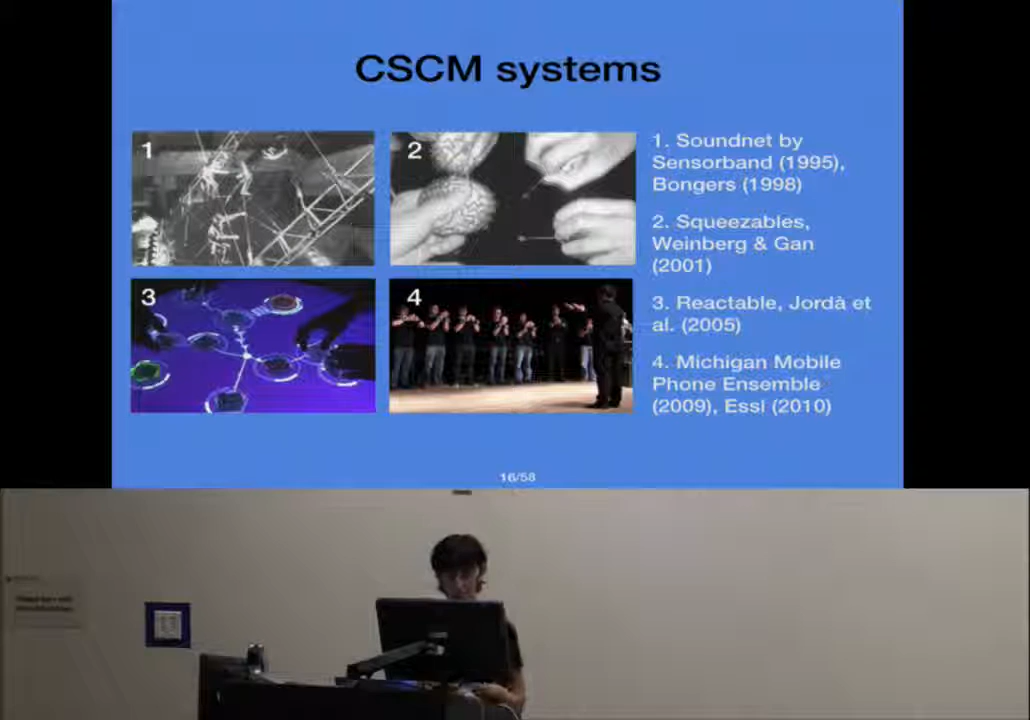 CSCM systems
1
2
3
4
1. Soundnet by
Sensorband (1995),
Bongers (1998)
2. Squeezables,
Weinberg & Gan
(2001)
3. Reactable, Jordà et
al. (2005)
4. Michigan Mobile
Phone Ensemble
(2009), Essl (2010)
16/58